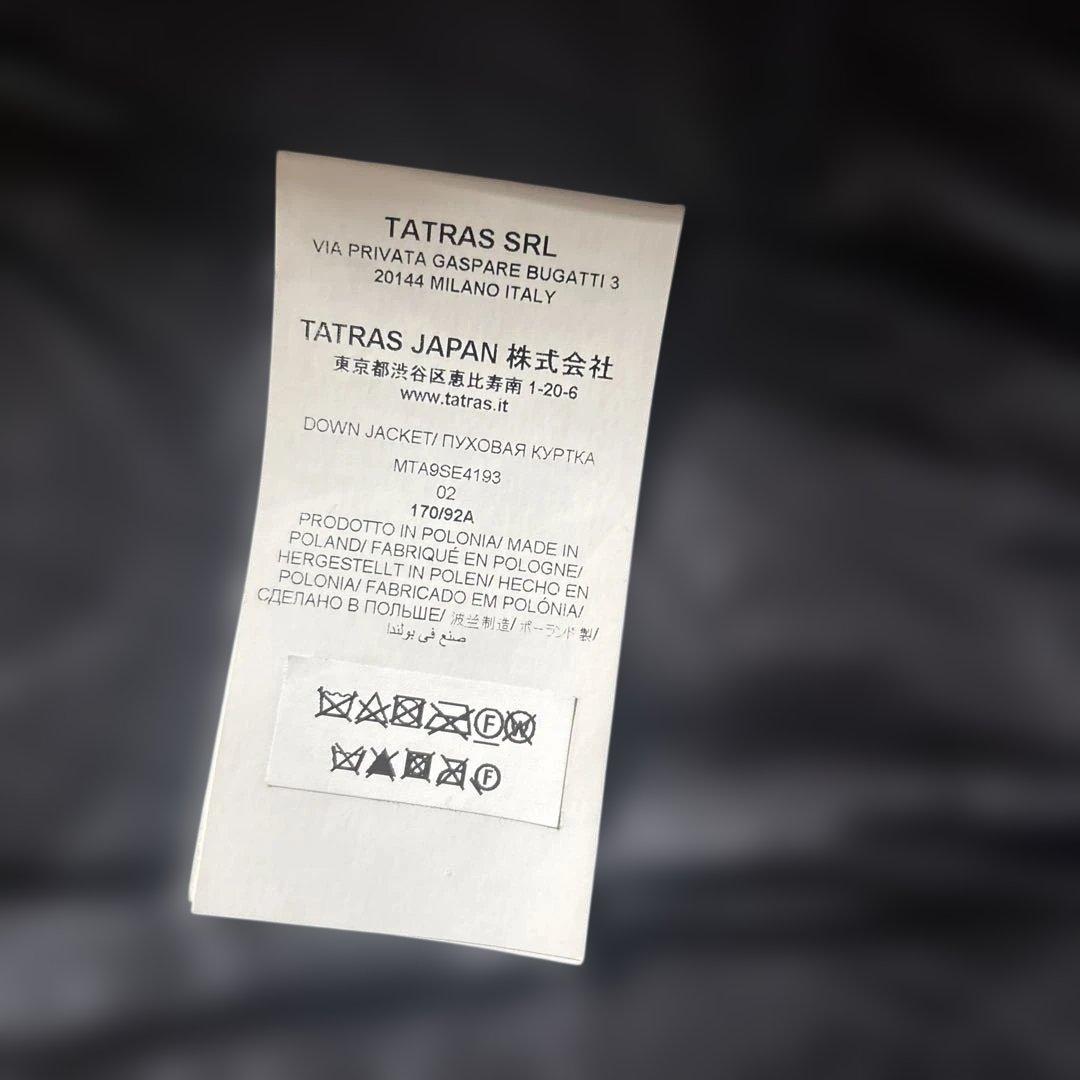 TATRAS SRL
VIA PRIVATA GASPARE BUGATTI 3
20144 MILANO ITALY
TATRAS JAPAN 株式会社
東京都渋谷区恵比寿南 1-20-6
www.tatras.it
DOWN JACKET/ ПУХОВАЯ КУРТКА
MTA9SE4193
02
170/92A
PRODOTTO IN POLONIA/ MADE IN
POLAND/ FABRIQUÉ EN POLOGNE/
HERGESTELLT IN POLEN/ HECHO EN
POLONIA/ FABRICADO EM POLÓNIA/
СДЕЛАНО В ПОЛЬШЕ/ 波兰制造/ ポーランド製/
صنع في بولندا
F W
F